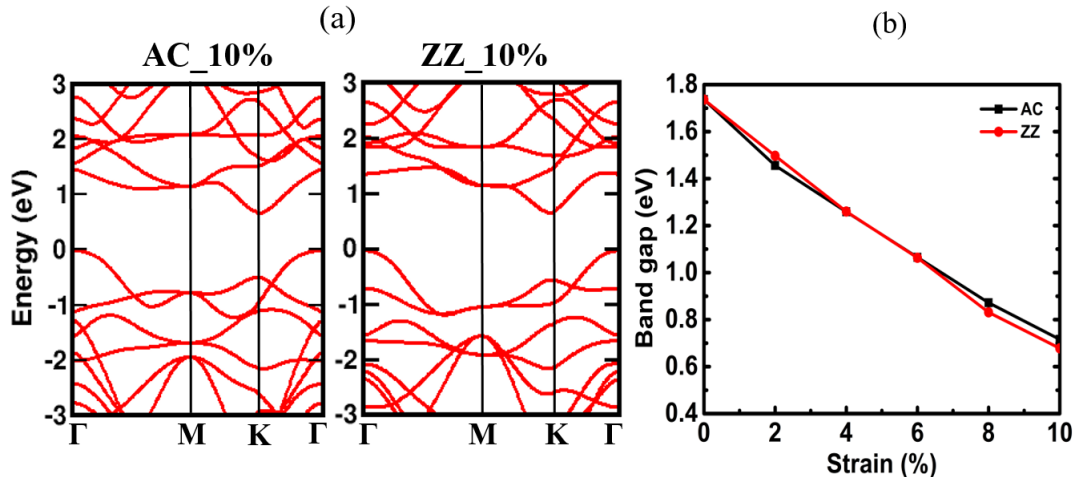 (a)
(b)
AC_10%
ZZ_10%
Energy (eV)
3
2
1
0
-1
-2
-3
Γ
M
K
Γ
3
2
1
0
-1
-2
-3
Γ
M
K
Γ
Band gap (eV)
1.8
1.6
1.4
1.2
1.0
0.8
0.6
0.4
AC
ZZ
0
2
4
6
8
10
Strain (%)